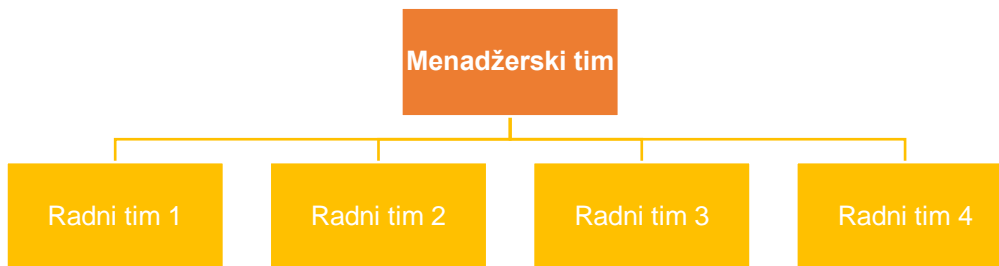 Menadžerski tim
Radni tim 1
Radni tim 2
Radni tim 3
Radni tim 4